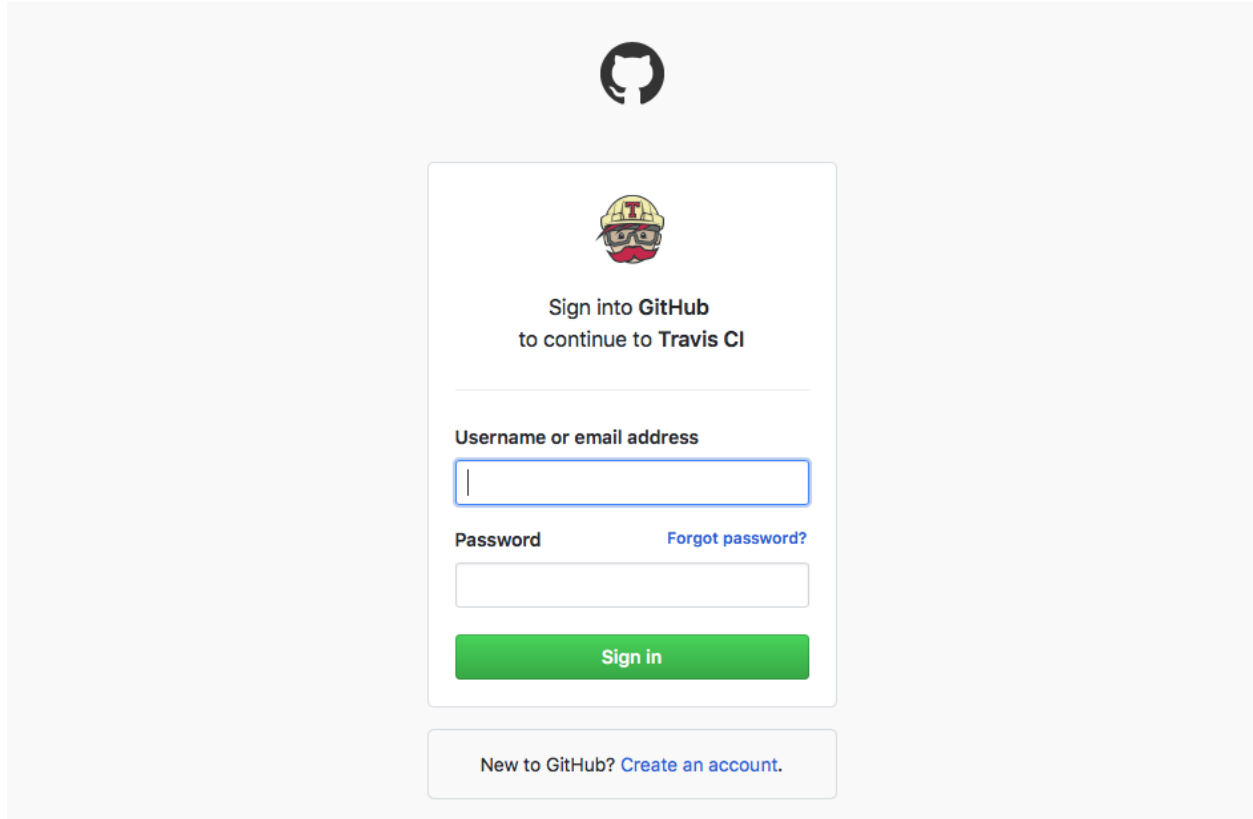 T
Sign into GitHub
to continue to Travis CI
Username or email address
Password
Forgot password?
Sign in
New to GitHub? Create an account.